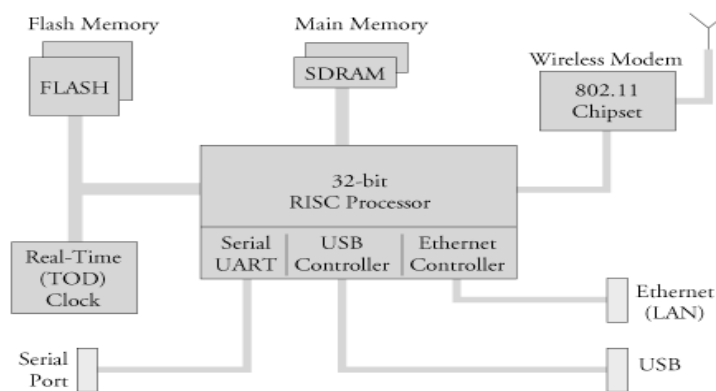 Flash Memory
FLASH
Main Memory
SDRAM
Wireless Modem
802.11
Chipset
32-bit
RISC Processor
Serial
UART
USB
Controller
Ethernet
Controller
Real-Time
(TOD)
Clock
Ethernet
(LAN)
Serial
Port
USB